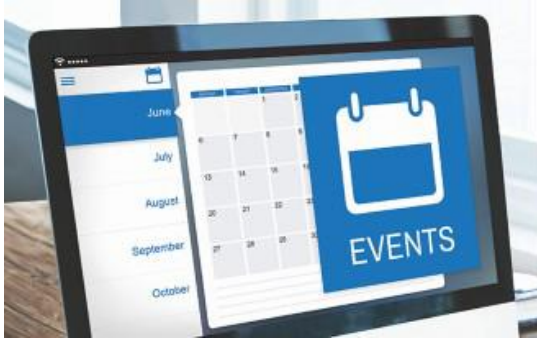 June
July
August
September
October
1 2
6 7 8 9
13 14 15 16
20 21 22 23
27 28 29 30
EVENTS